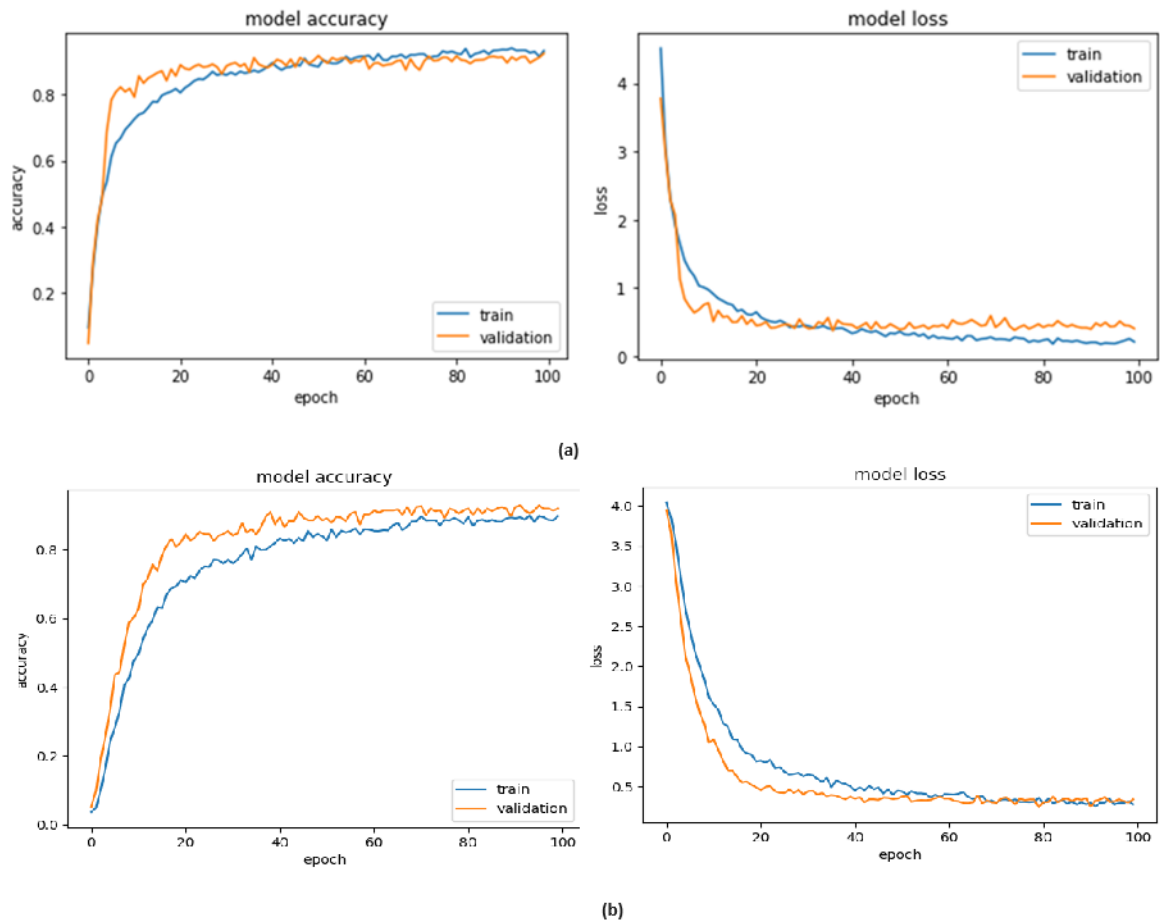 model accuracy
accuracy
0.8
0.6
0.4
0.2
train
validation
0 20 40 60 80 100
epoch
model loss
loss
4
3
2
1
0
train
validation
0 20 40 60 80 100
epoch
(a)
model accuracy
accuracy
0.8
0.6
0.4
0.2
0.0
train
validation
0 20 40 60 80 100
epoch
model loss
loss
4.0
3.5
3.0
2.5
2.0
1.5
1.0
0.5
train
validation
0 20 40 60 80 100
epoch
(b)